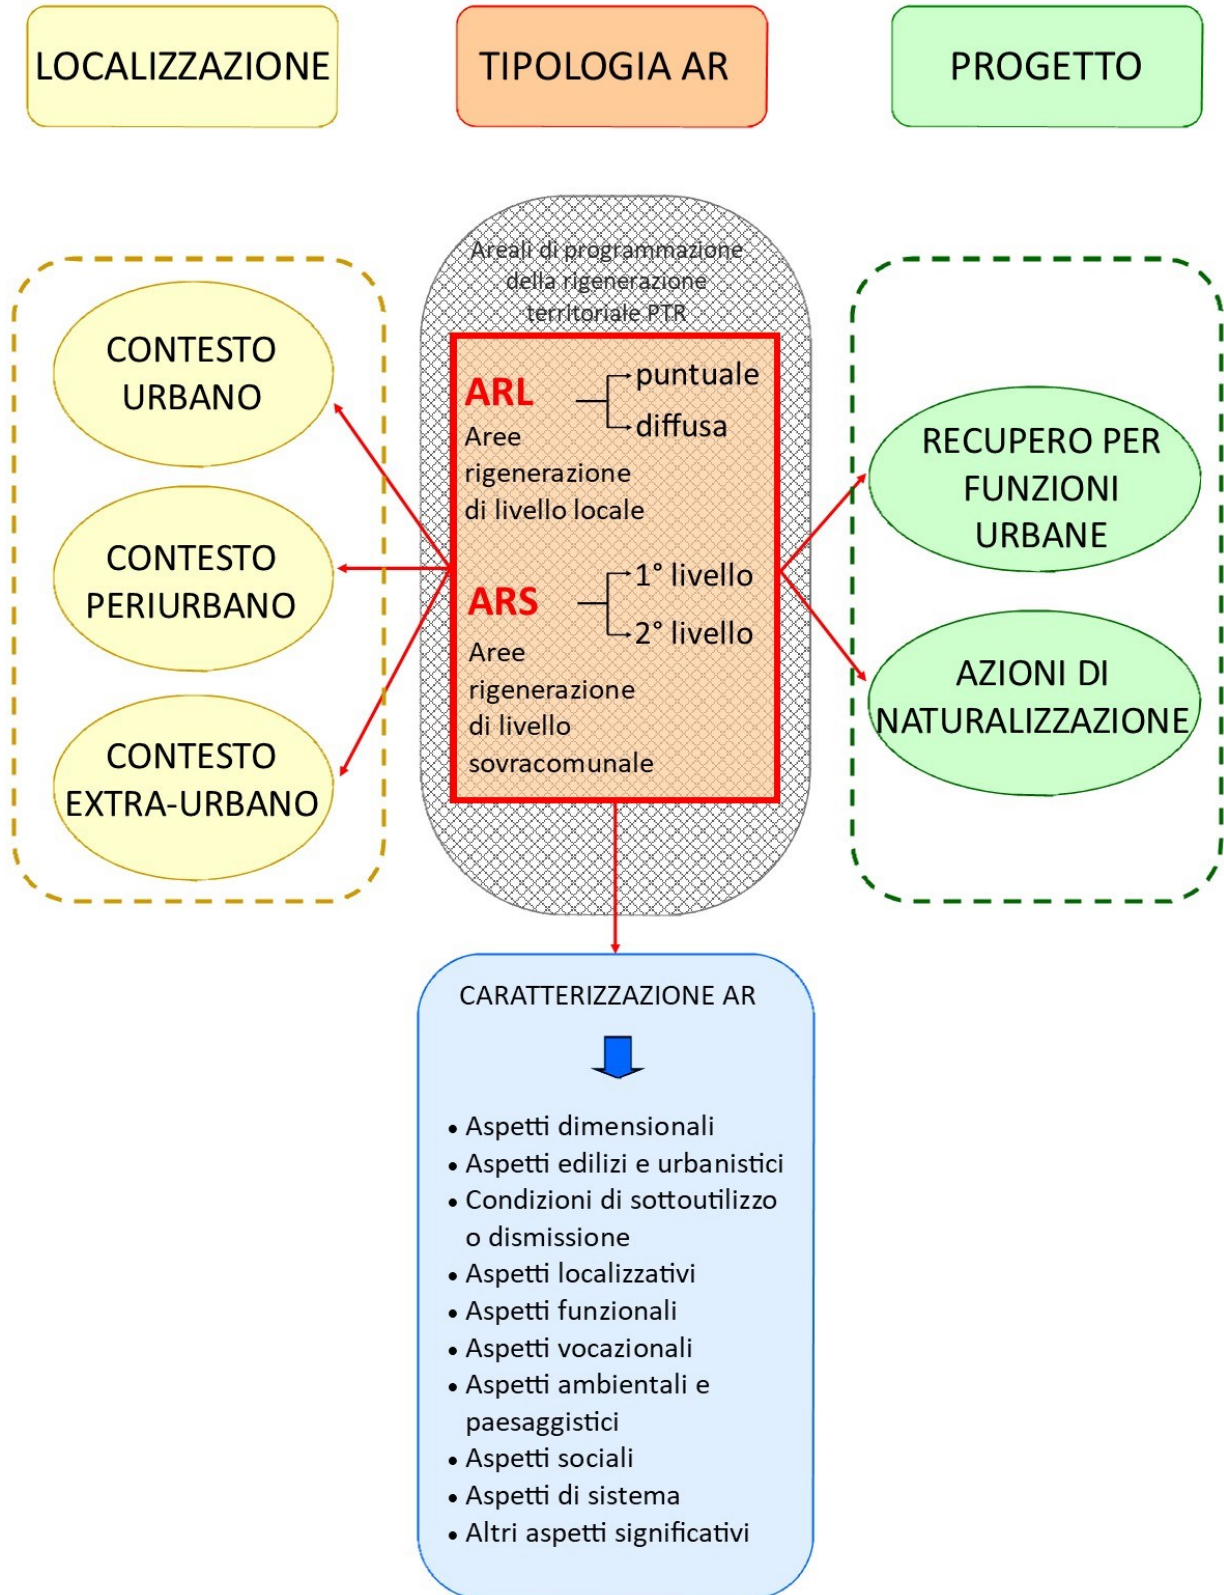 LOCALIZZAZIONE
TIPOLOGIA AR
PROGETTO
Areali di programmazione
della rigenerazione
territoriale PTR
CONTESTO
URBANO
CONTESTO
PERIURBANO
CONTESTO
EXTRA-URBANO
ARL
puntuale
diffusa
Aree
rigenerazione
di livello locale
ARS
1° livello
2° livello
Aree
rigenerazione
di livello
sovracomunale
RECUPERO PER
FUNZIONI
URBANE
AZIONI DI
NATURALIZZAZIONE
CARATTERIZZAZIONE AR
• Aspetti dimensionali
• Aspetti edilizi e urbanistici
• Condizioni di sottoutilizzo
o dismissione
• Aspetti localizzativi
• Aspetti funzionali
• Aspetti vocazionali
• Aspetti ambientali e
paesaggistici
• Aspetti sociali
• Aspetti di sistema
• Altri aspetti significativi